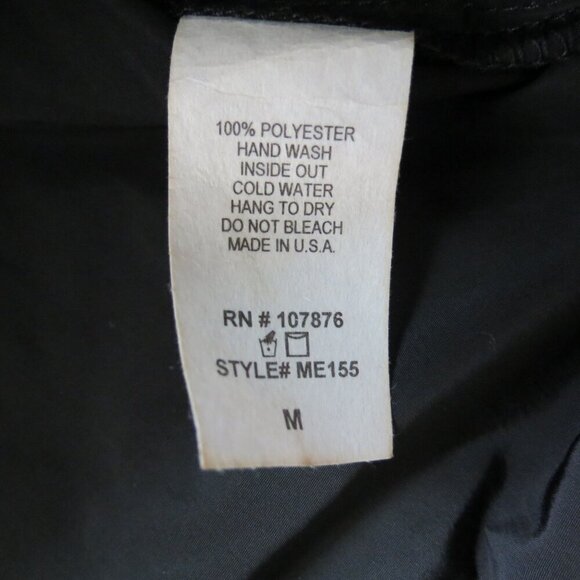 100% POLYESTER
HAND WASH
INSIDE OUT
COLD WATER
HANG TO DRY
DO NOT BLEACH
MADE IN U.S.A.
RN # 107876
STYLE# ME155
M